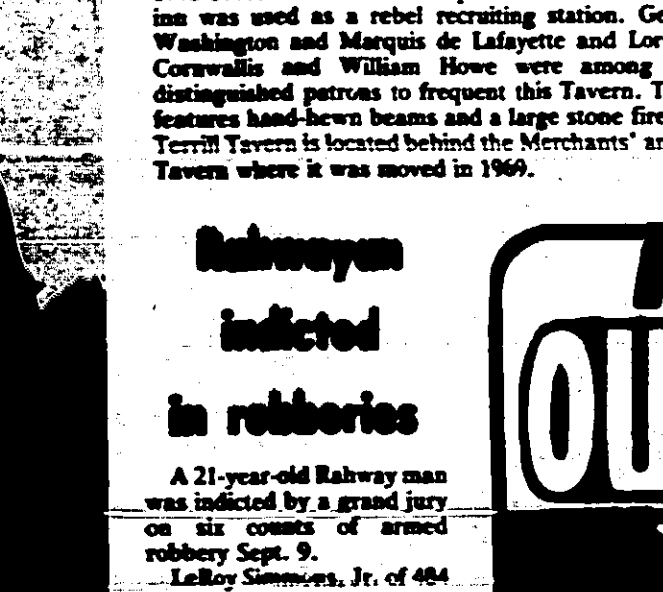 inn was used as a rebel recruiting station. Ge
Washington and Marquis de Lafayette and Lor
Cornwallis and William Howe were among
distinguished patrons to frequent this Tavern. T
features hand-hewn beams and a large stone fire
Terrill Tavern is located behind the Merchants' an
Tavern where it was moved in 1969.
Rahwayan
indicted
in robberies
A 21-year-old Rahway man
was indicted by a grand jury
on six counts of armed
robbery Sept. 9.
LeRoy Simmons, Jr. of 484
OU